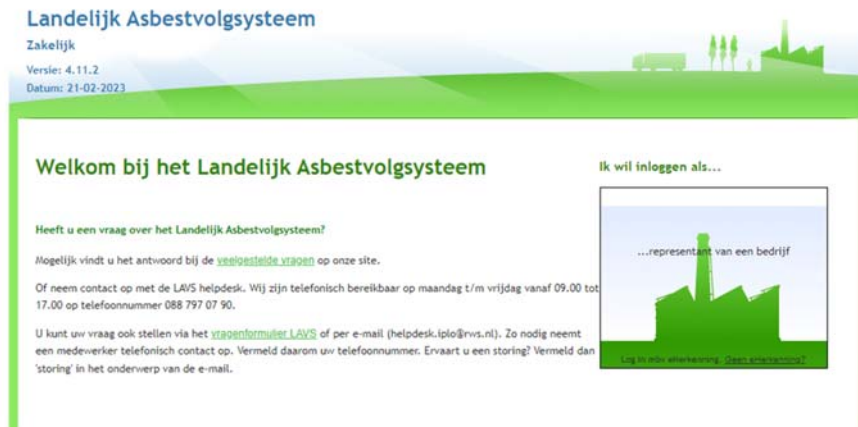 Landelijk Asbestvolgsysteem
Zakelijk
Versie: 4.11.2
Datum: 21-02-2023
Welkom bij het Landelijk Asbestvolgsysteem
Heeft u een vraag over het Landelijk Asbestvolgsysteem?
Mogelijk vindt u het antwoord bij de veelgestelde vragen op onze site.
Of neem contact op met de LAVS helpdesk. Wij zijn telefonisch bereikbaar op maandag t/m vrijdag vanaf 09.00 tot
17.00 op telefoonnummer 088 797 07 90.
U kunt uw vraag ook stellen via het vragenformulier LAVS of per e-mail (helpdesk.iplo@rws.nl). Zo nodig neemt
een medewerker telefonisch contact op. Vermeld daarom uw telefoonnummer. Ervaart u een storing? Vermeld dan
'storing' in het onderwerp van de e-mail.
Ik wil inloggen als...
...representant van een bedrijf
Log in mbv eHerkenning. Geen eHerkenning?